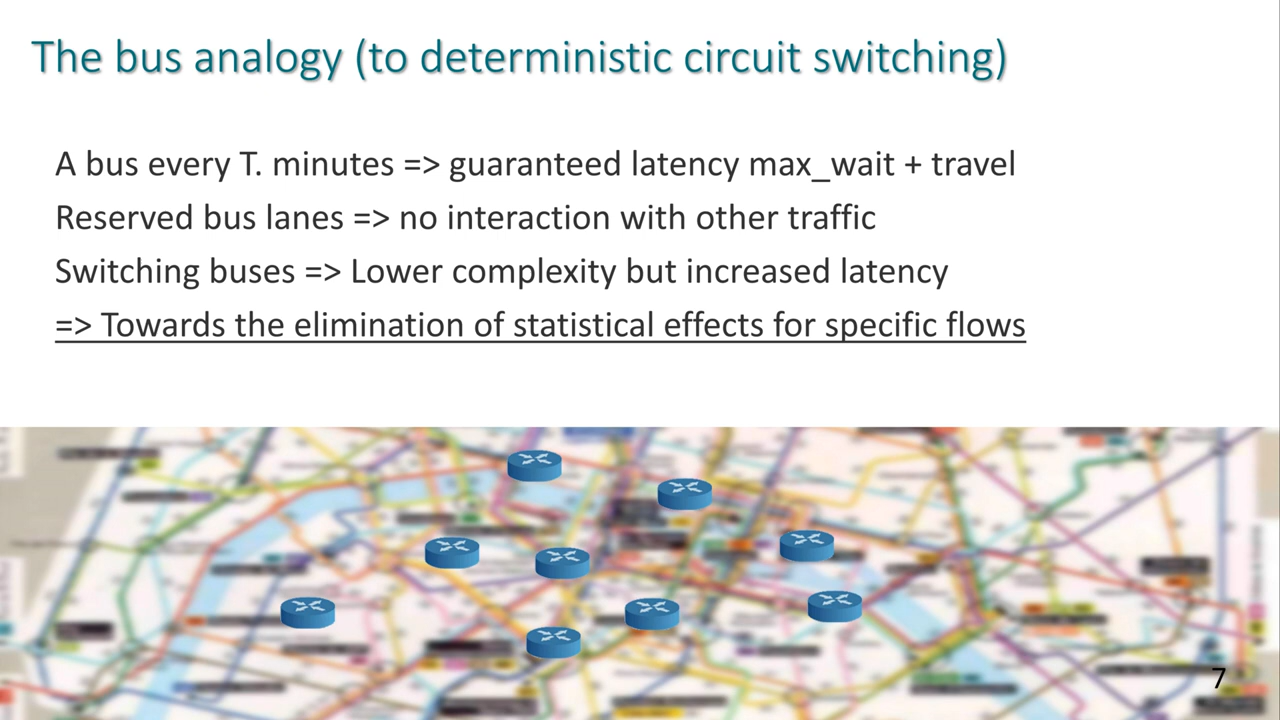 The bus analogy (to deterministic circuit switching)
A bus every T. minutes => guaranteed latency max_wait + travel
Reserved bus lanes => no interaction with other traffic
Switching buses => Lower complexity but increased latency
=> Towards the elimination of statistical effects for specific flows
7